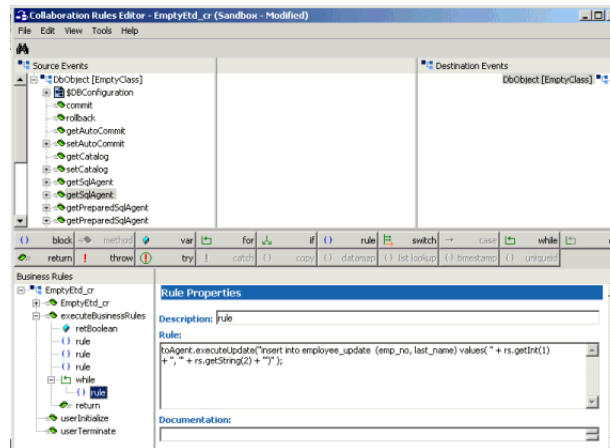 Collaboration Rules Editor - EmptyEtd_cr (Sandbox - Modified)
File Edit View Tools Help
Source Events
Destination Events
DbObject [EmptyClass]
DbObject [EmptyClass]
$DBConfiguration
commit
rollback
getAutoCommit
setAutoCommit
getCatalog
setCatalog
getSqlAgent
getSqlAgent
getPreparedSqlAgent
getPreparedSqlAgent
block method var for if rule switch case while
return throw try catch copy datamap list lookup timestamp uniqueid
Business Rules
EmptyEtd_cr
EmptyEtd_cr
executeBusinessRules
retBoolean
rule
rule
rule
while
rule
return
userInitialize
userTerminate
Rule Properties
Description: rule
Rule:
toAgent.executeUpdate("insert into employee_update (emp_no, last_name) values( " + rs.getInt(1)
+ ", '" + rs.getString(2) + "')" );
Documentation: